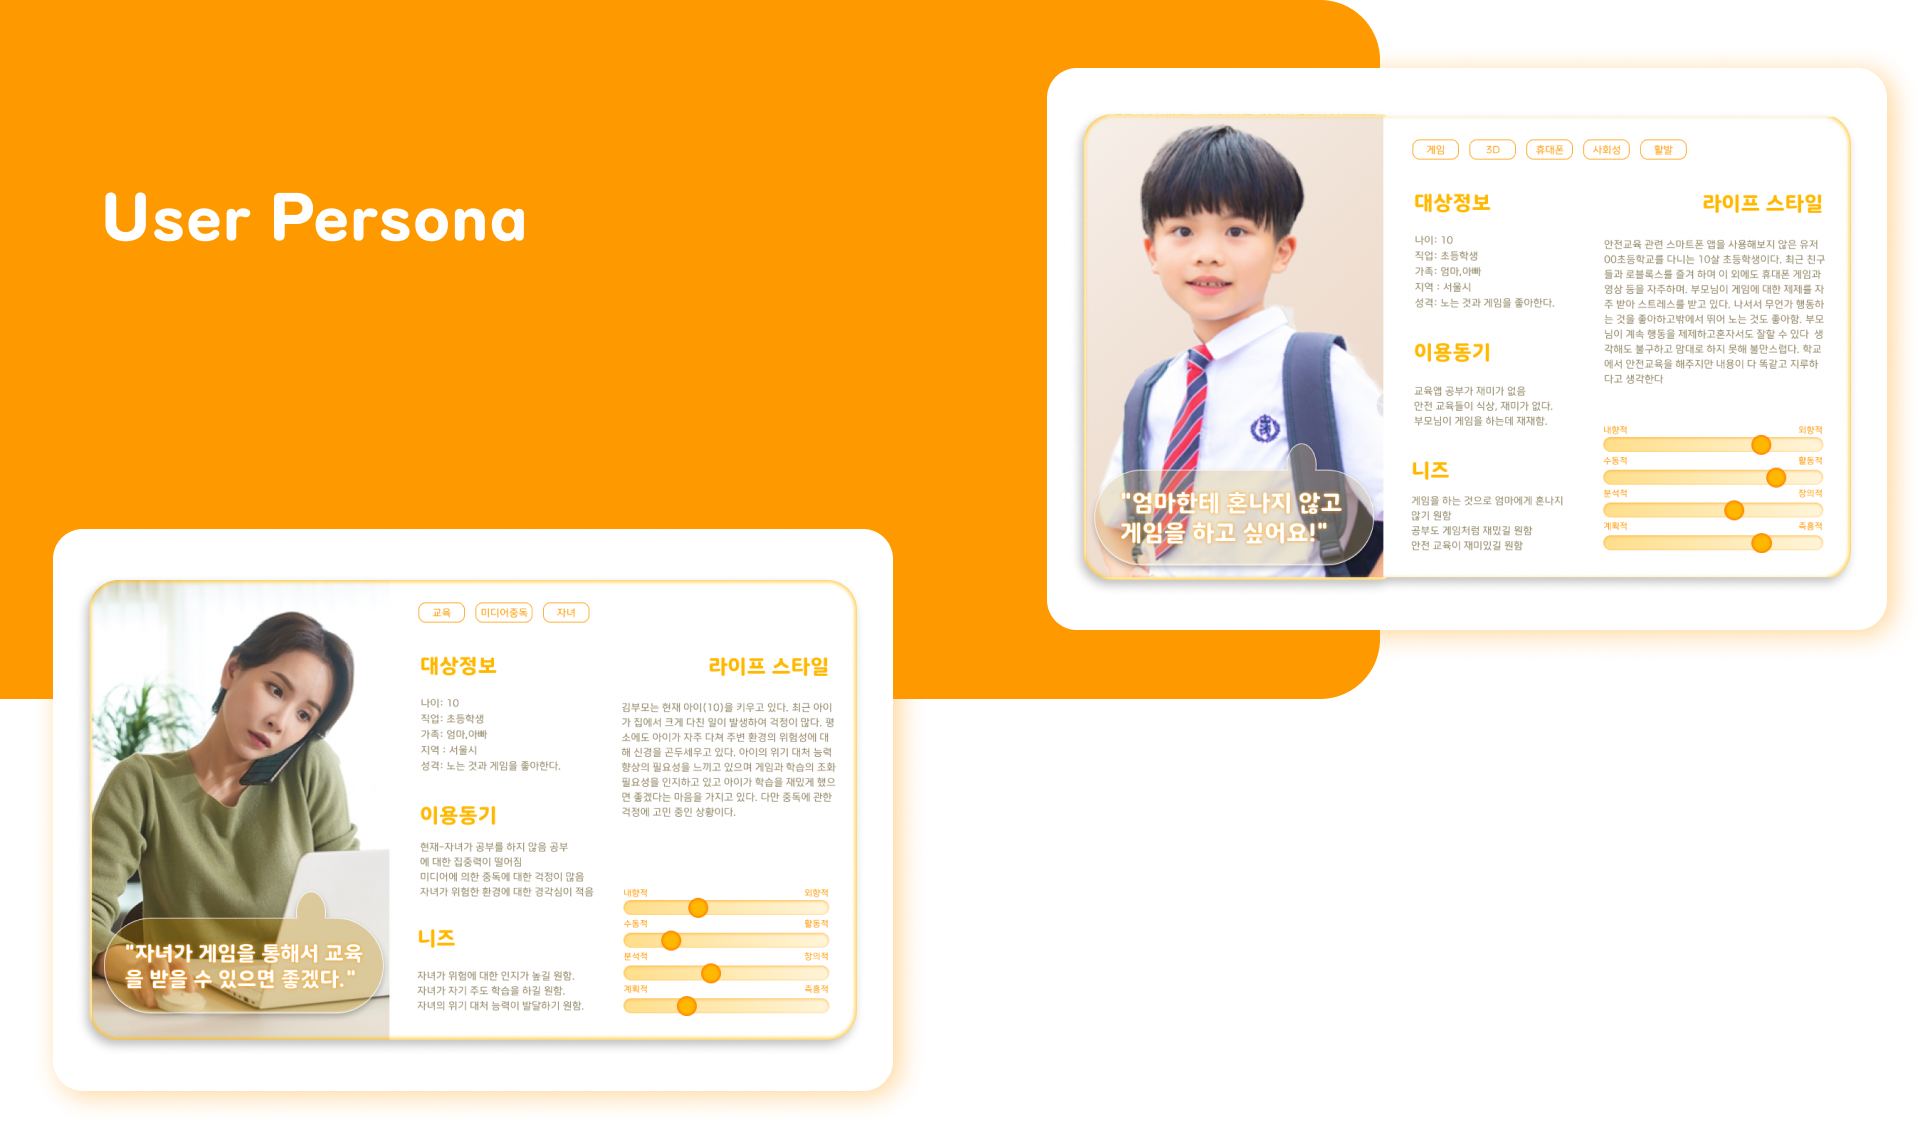 User Persona
게임
3D
휴대폰
사회성
활발
대상정보
나이: 10
직업: 초등학생
가족: 엄마,아빠
지역 : 서울시
성격: 노는 것과 게임을 좋아한다.
이용동기
교육앱 공부가 재미가 없음
안전 교육들이 식상, 재미가 없다.
부모님이 게임을 하는데 재재함.
니즈
게임을 하는 것으로 엄마에게 혼나지
않기 원함
공부도 게임처럼 재밌길 원함
안전 교육이 재미있길 원함
라이프 스타일
안전교육 관련 스마트폰 앱을 사용해보지 않은 유저
00초등학교를 다니는 10살 초등학생이다. 최근 친구
들과 로블록스를 즐겨 하며 이 외에도 휴대폰 게임과
영상 등을 자주하며, 부모님이 게임에 대한 제제를 자
주 받아 스트레스를 받고 있다. 나서서 무언가 행동하
는 것을 좋아하고밖에서 뛰어 노는 것도 좋아함. 부모
님이 계속 행동을 제제하고혼자서도 잘할 수 있다 생
각해도 불구하고 맘대로 하지 못해 불만스럽다. 학교
에서 안전교육을 해주지만 내용이 다 똑같고 지루하
다고 생각한다
내향적 외향적
수동적 활동적
분석적 창의적
계획적 즉흥적
"엄마한테 혼나지 않고
게임을 하고 싶어요!"
교육
미디어중독
자녀
대상정보
나이: 10
직업: 초등학생
가족: 엄마,아빠
지역 : 서울시
성격: 노는 것과 게임을 좋아한다.
이용동기
현재-자녀가 공부를 하지 않음 공부
에 대한 집중력이 떨어짐
미디어에 의한 중독에 대한 걱정이 많음
자녀가 위험한 환경에 대한 경각심이 적음
니즈
자녀가 위험에 대한 인지가 높길 원함.
자녀가 자기 주도 학습을 하길 원함.
자녀의 위기 대처 능력이 발달하기 원함.
라이프 스타일
김부모는 현재 아이(10)을 키우고 있다. 최근 아이
가 집에서 크게 다친 일이 발생하여 걱정이 많다. 평
소에도 아이가 자주 다쳐 주변 환경의 위험성에 대
해 신경을 곤두세우고 있다. 아이의 위기 대처 능력
향상의 필요성을 느끼고 있으며 게임과 학습의 조화
필요성을 인지하고 있고 아이가 학습을 재밌게 했으
면 좋겠다는 마음을 가지고 있다. 다만 중독에 관한
걱정에 고민 중인 상황이다.
내향적 외향적
수동적 활동적
분석적 창의적
계획적 즉흥적
"자녀가 게임을 통해서 교육
을 받을 수 있으면 좋겠다."